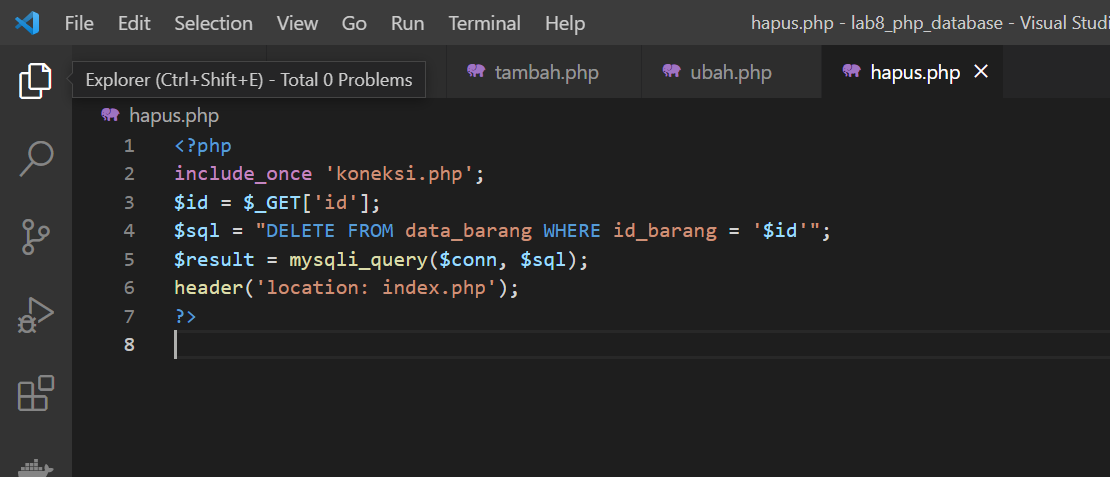 File Edit Selection View Go Run Terminal Help hapus.php - lab8_php_database - Visual Studi
Explorer (Ctrl+Shift+E) - Total 0 Problems
tambah.php ubah.php hapus.php
hapus.php
1 <?php
2 include_once 'koneksi.php';
3 $id = $_GET['id'];
4 $sql = "DELETE FROM data_barang WHERE id_barang = '$id'";
5 $result = mysqli_query($conn, $sql);
6 header('location: index.php');
7 ?>
8